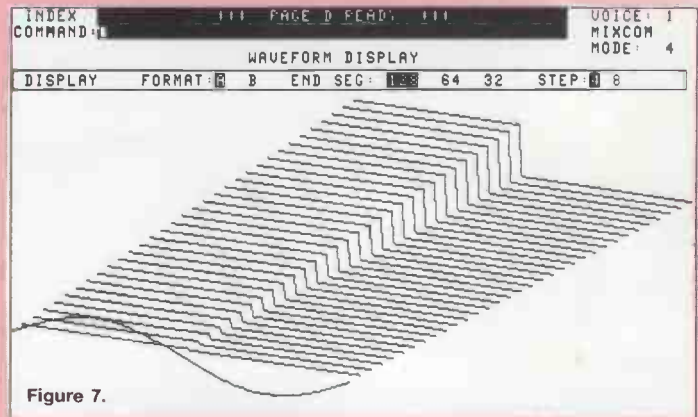 INDEX +++ PAGE D READY +++ VOICE: 1
COMMAND: MIXCOM
MODE: 4
WAVEFORM DISPLAY
DISPLAY FORMAT: A B END SEG: 128 64 32 STEP: 4 8
Figure 7.